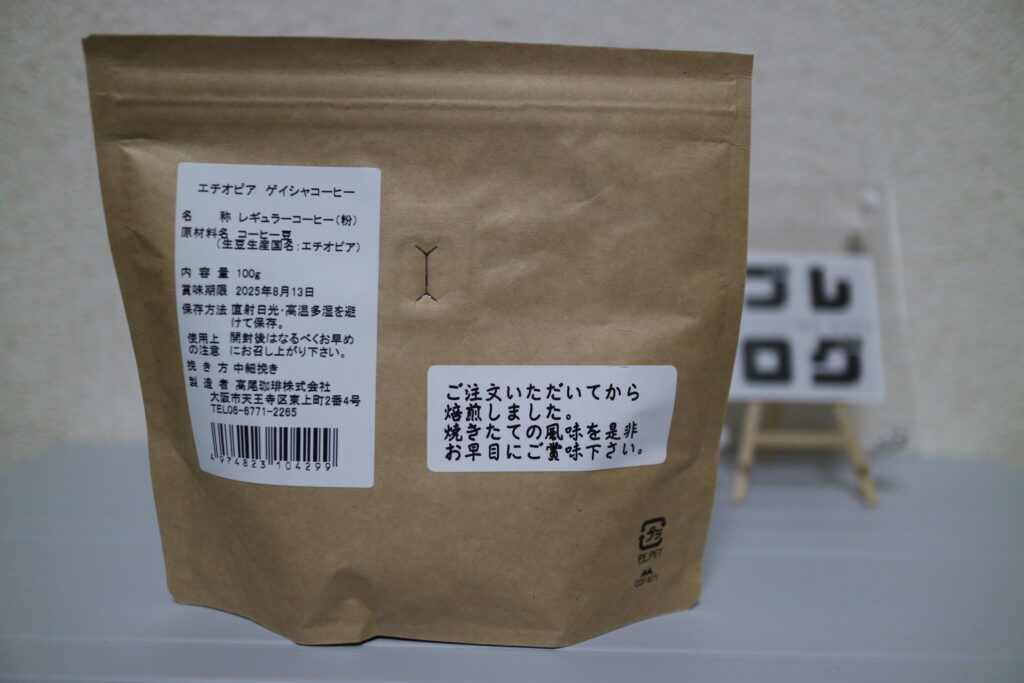 エチオピア ゲイシャコーヒー
名 称 レギュラーコーヒー(粉)
原材料名 コーヒー豆
(生豆生産国名:エチオピア)
内 容 量 100g
賞味期限 2025年8月13日
保存方法 直射日光・高温多湿を避
けて保存。
使用上 開封後はなるべくお早め
の注意 にお召し上がり下さい。
挽 き 方 中細挽き
製 造 者 高尾珈琲株式会社
大阪市天王寺区東上町2番4号
TEL06-6771-2265
4974823104299
ご注文いただいてから
焙煎しました。
焼きたての風味を是非
お早目にご賞味下さい。
プラ
PE,PET
ゴレ
ログ